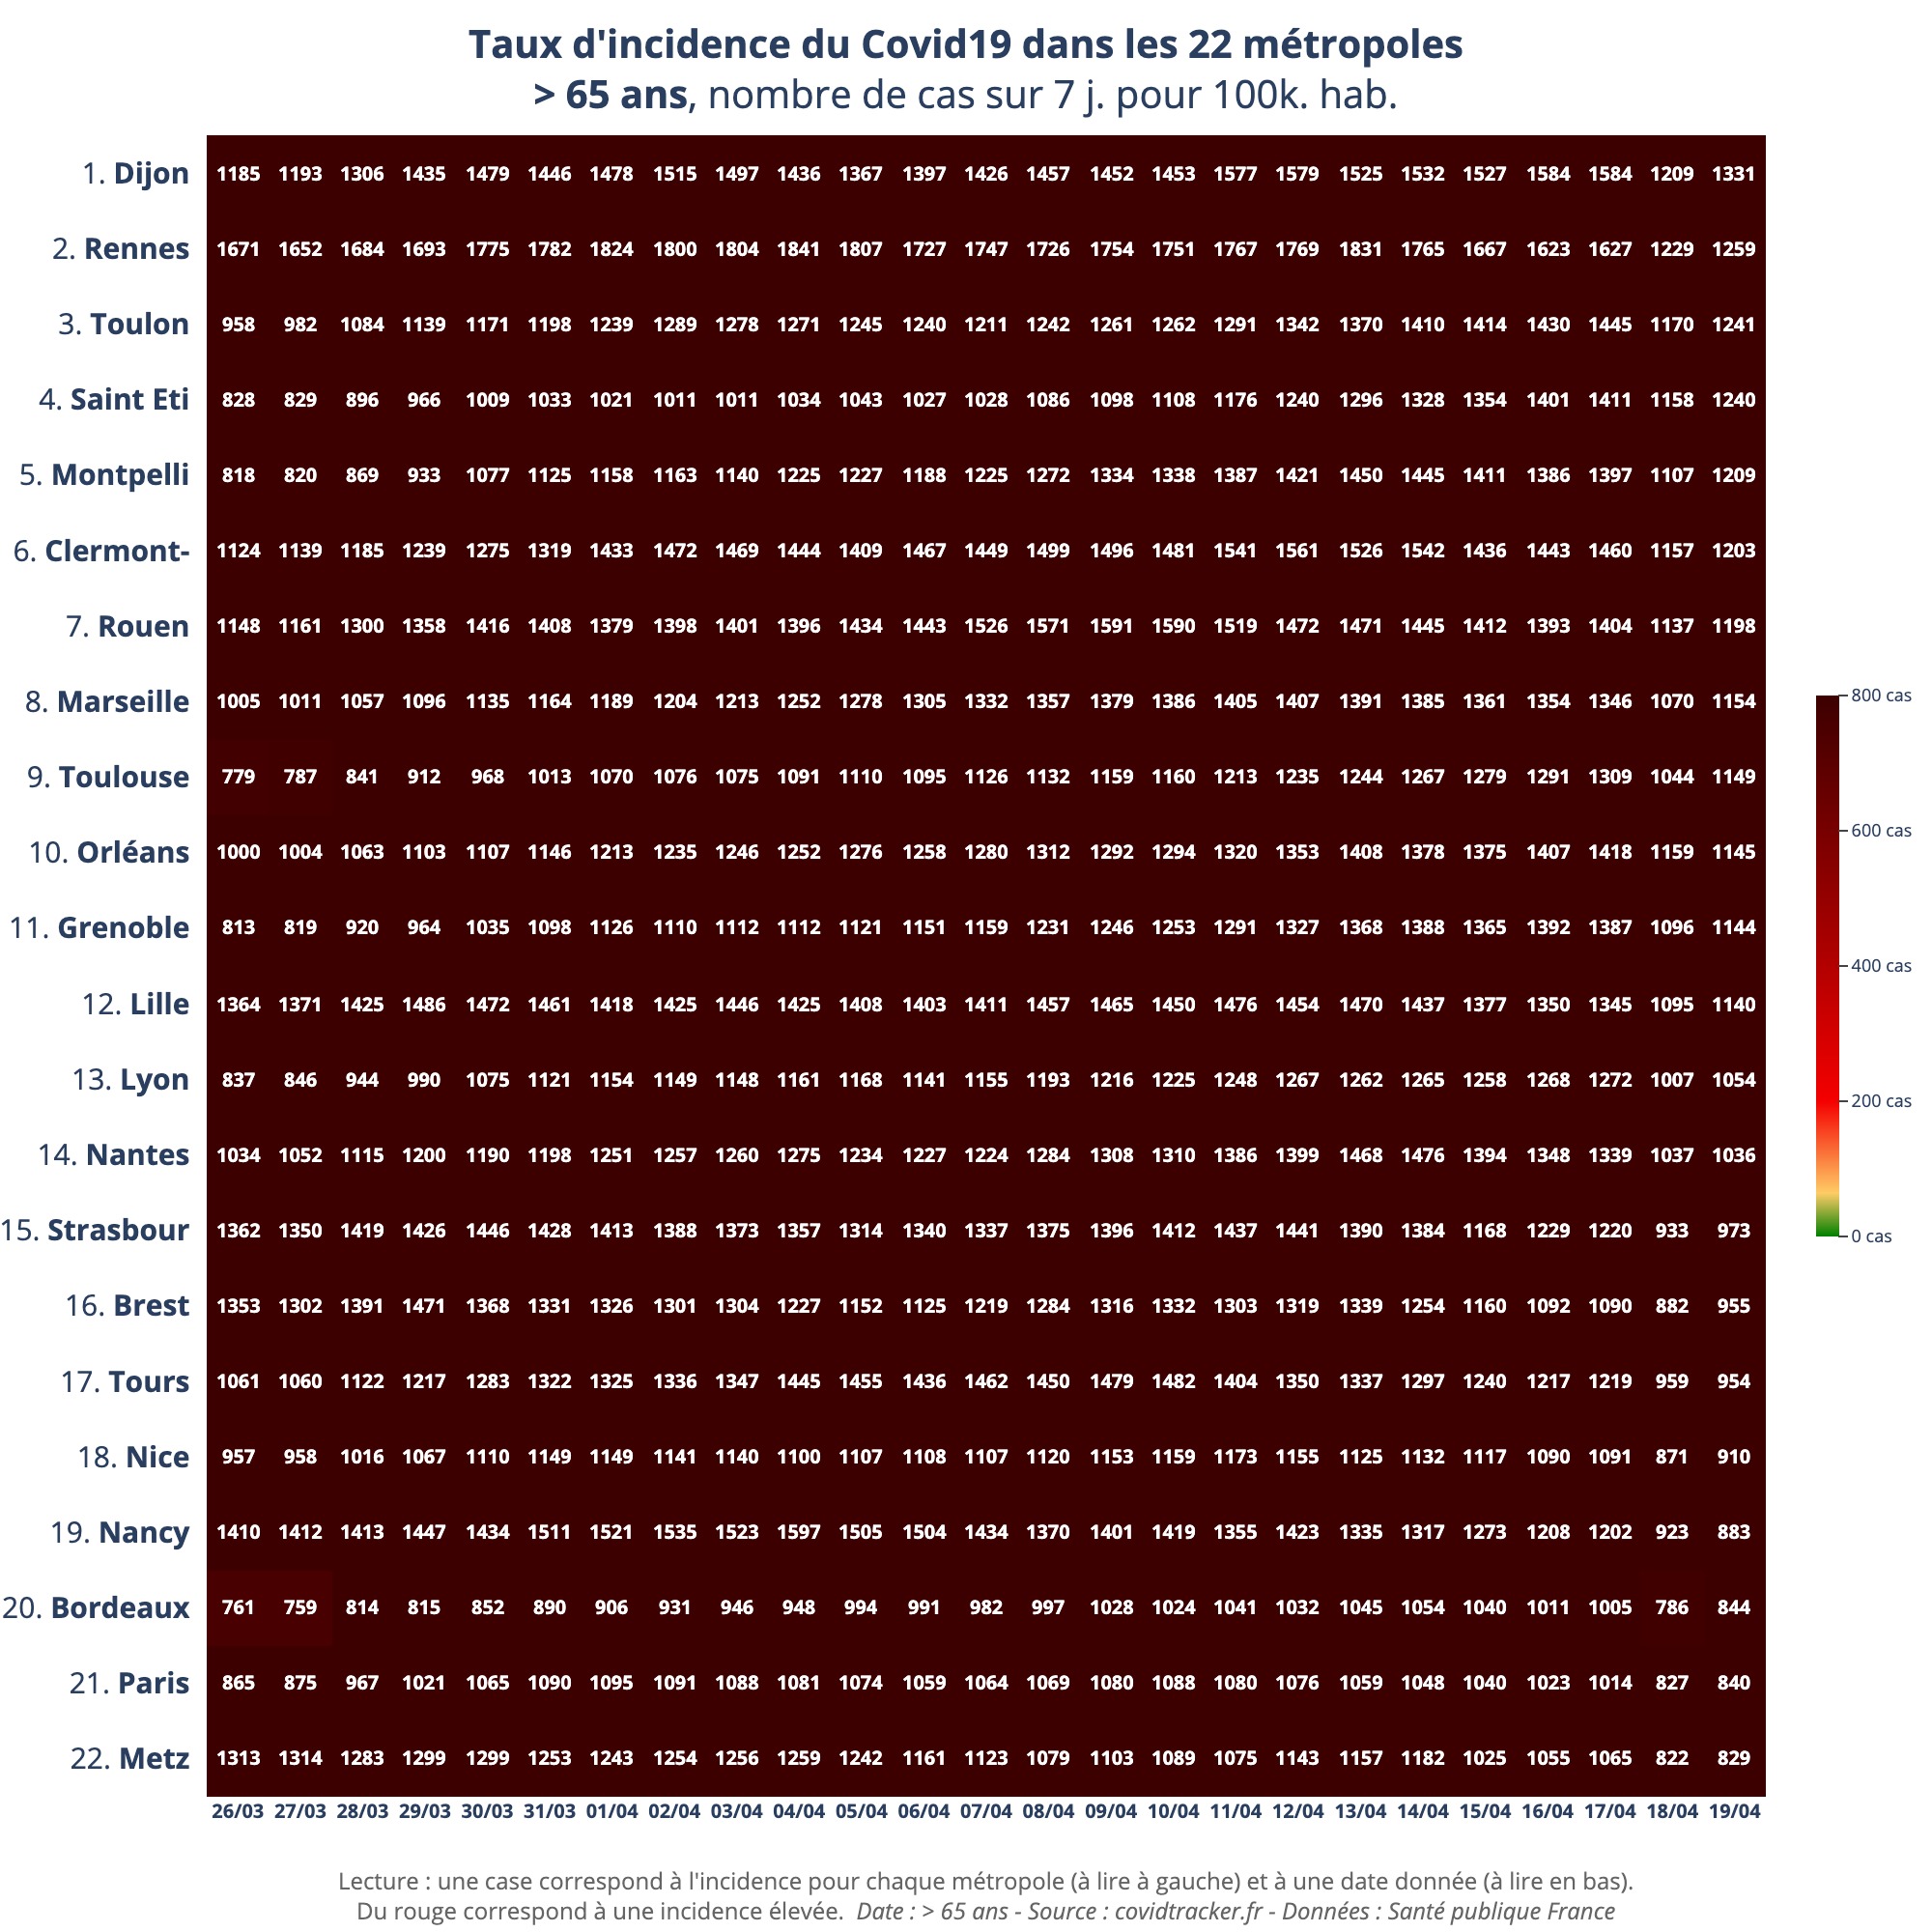 Taux d'incidence du Covid19 dans les 22 métropoles
> 65 ans, nombre de cas sur 7 j. pour 100k. hab.
1. Dijon 1185 1193 1306 1435 1479 1446 1478 1515 1497 1436 1367 1397 1426 1457 1452 1453 1577 1579 1525 1532 1527 1584 1584 1209 1331
2. Rennes 1671 1652 1684 1693 1775 1782 1824 1800 1804 1841 1807 1727 1747 1726 1754 1751 1767 1769 1831 1765 1667 1623 1627 1229 1259
3. Toulon 958 982 1084 1139 1171 1198 1239 1289 1278 1271 1245 1240 1211 1242 1261 1262 1291 1342 1370 1410 1414 1430 1445 1170 1241
4. Saint Eti 828 829 896 966 1009 1033 1021 1011 1011 1034 1043 1027 1028 1086 1098 1108 1176 1240 1296 1328 1354 1401 1411 1158 1240
5. Montpelli 818 820 869 933 1077 1125 1158 1163 1140 1225 1227 1188 1225 1272 1334 1338 1387 1421 1450 1445 1411 1386 1397 1107 1209
6. Clermont- 1124 1139 1185 1239 1275 1319 1433 1472 1469 1444 1409 1467 1449 1499 1496 1481 1541 1561 1526 1542 1436 1443 1460 1157 1203
7. Rouen 1148 1161 1300 1358 1416 1408 1379 1398 1401 1396 1434 1443 1526 1571 1591 1590 1519 1472 1471 1445 1412 1393 1404 1137 1198
8. Marseille 1005 1011 1057 1096 1135 1164 1189 1204 1213 1252 1278 1305 1332 1357 1379 1386 1405 1407 1391 1385 1361 1354 1346 1070 1154
9. Toulouse 779 787 841 912 968 1013 1070 1076 1075 1091 1110 1095 1126 1132 1159 1160 1213 1235 1244 1267 1279 1291 1309 1044 1149
10. Orléans 1000 1004 1063 1103 1107 1146 1213 1235 1246 1252 1276 1258 1280 1312 1292 1294 1320 1353 1408 1378 1375 1407 1418 1159 1145
11. Grenoble 813 819 920 964 1035 1098 1126 1110 1112 1112 1121 1151 1159 1231 1246 1253 1291 1327 1368 1388 1365 1392 1387 1096 1144
12. Lille 1364 1371 1425 1486 1472 1461 1418 1425 1446 1425 1408 1403 1411 1457 1465 1450 1476 1454 1470 1437 1377 1350 1345 1095 1140
13. Lyon 837 846 944 990 1075 1121 1154 1149 1148 1161 1168 1141 1155 1193 1216 1225 1248 1267 1262 1265 1258 1268 1272 1007 1054
14. Nantes 1034 1052 1115 1200 1190 1198 1251 1257 1260 1275 1234 1227 1224 1284 1308 1310 1386 1399 1468 1476 1394 1348 1339 1037 1036
15. Strasbour 1362 1350 1419 1426 1446 1428 1413 1388 1373 1357 1314 1340 1337 1375 1396 1412 1437 1441 1390 1384 1168 1229 1220 933 973
16. Brest 1353 1302 1391 1471 1368 1331 1326 1301 1304 1227 1152 1125 1219 1284 1316 1332 1303 1319 1339 1254 1160 1092 1090 882 955
17. Tours 1061 1060 1122 1217 1283 1322 1325 1336 1347 1445 1455 1436 1462 1450 1479 1482 1404 1350 1337 1297 1240 1217 1219 959 954
18. Nice 957 958 1016 1067 1110 1149 1149 1141 1140 1100 1107 1108 1107 1120 1153 1159 1173 1155 1125 1132 1117 1090 1091 871 910
19. Nancy 1410 1412 1413 1447 1434 1511 1521 1535 1523 1597 1505 1504 1434 1370 1401 1419 1355 1423 1335 1317 1273 1208 1202 923 883
20. Bordeaux 761 759 814 815 852 890 906 931 946 948 994 991 982 997 1028 1024 1041 1032 1045 1054 1040 1011 1005 786 844
21. Paris 865 875 967 1021 1065 1090 1095 1091 1088 1081 1074 1059 1064 1069 1080 1088 1080 1076 1059 1048 1040 1023 1014 827 840
22. Metz 1313 1314 1283 1299 1299 1253 1243 1254 1256 1259 1242 1161 1123 1079 1103 1089 1075 1143 1157 1182 1025 1055 1065 822 829
26/03 27/03 28/03 29/03 30/03 31/03 01/04 02/04 03/04 04/04 05/04 06/04 07/04 08/04 09/04 10/04 11/04 12/04 13/04 14/04 15/04 16/04 17/04 18/04 19/04
800 cas
600 cas
400 cas
200 cas
0 cas
Lecture : une case correspond à l'incidence pour chaque métropole (à lire à gauche) et à une date donnée (à lire en bas).
Du rouge correspond à une incidence élevée. Date : > 65 ans - Source : covidtracker.fr - Données : Santé publique France